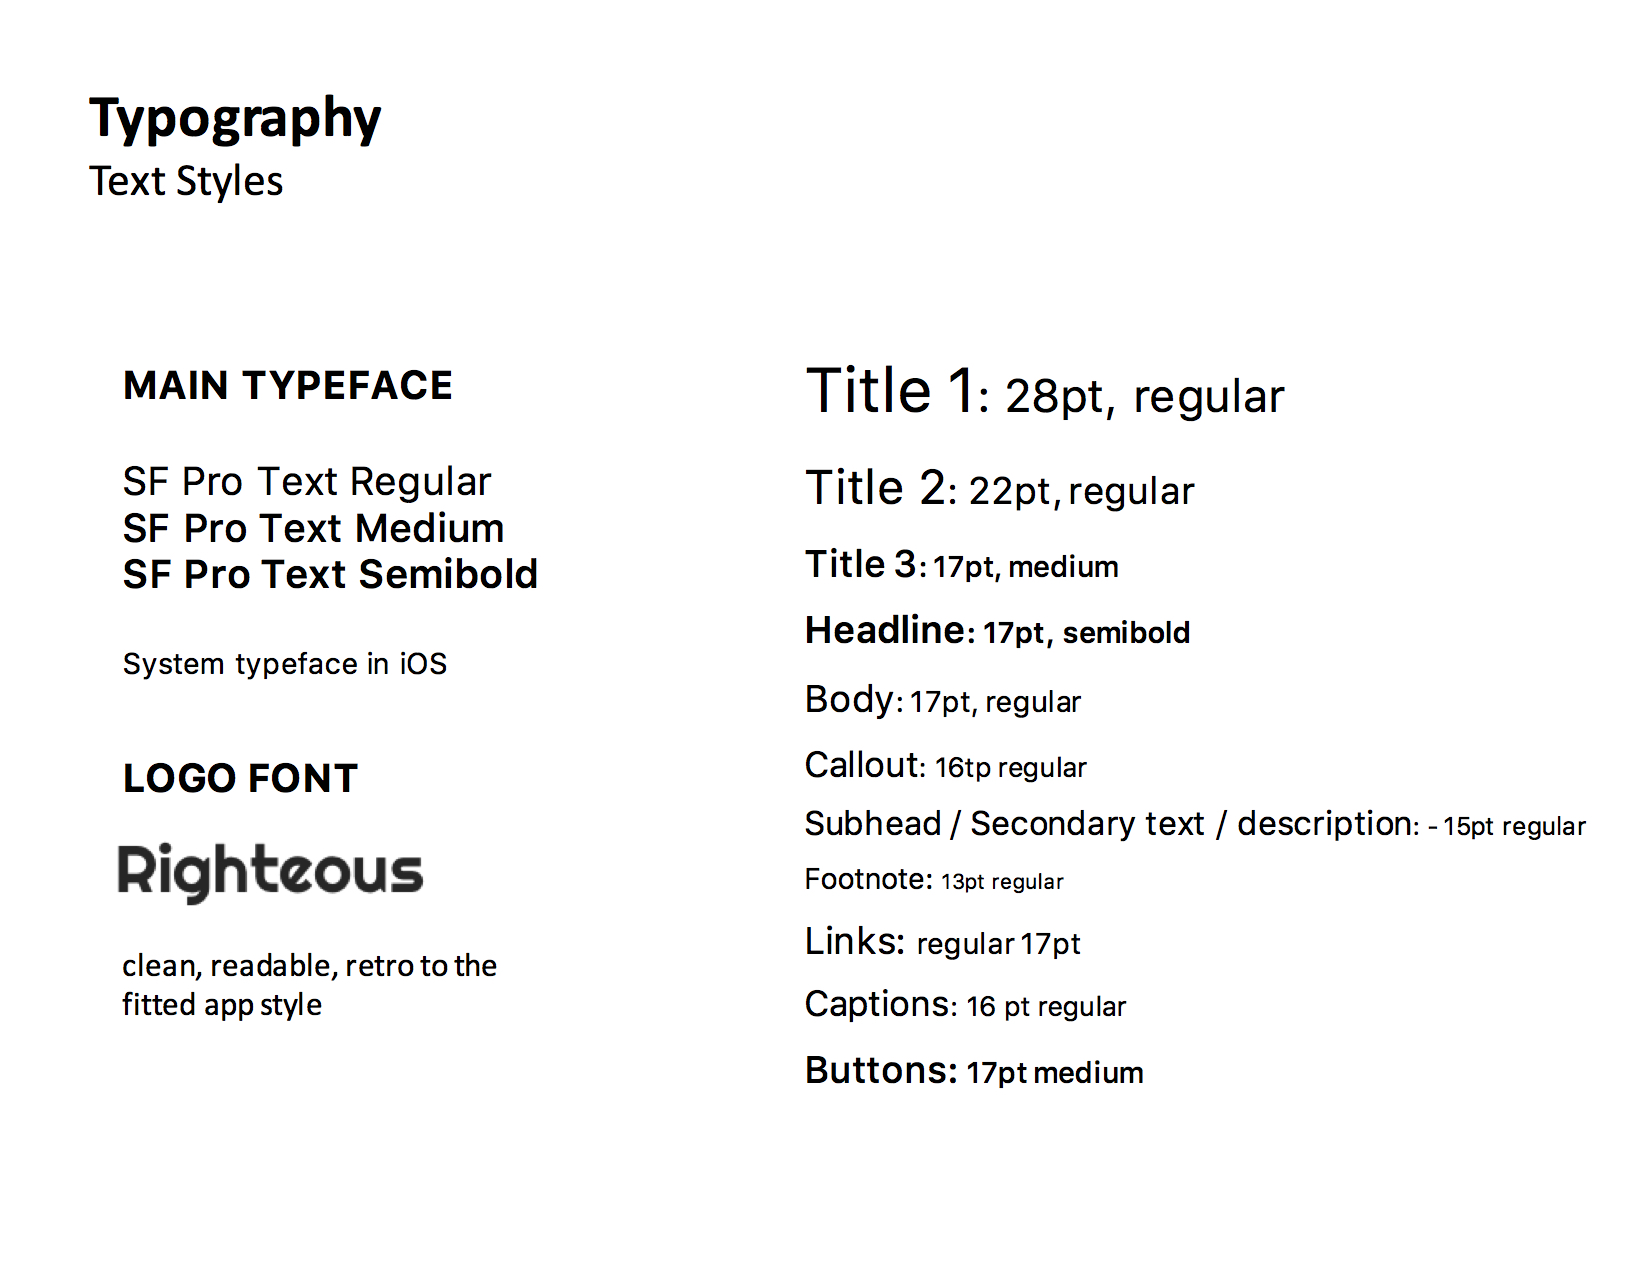 Typography
Text Styles
MAIN TYPEFACE
SF Pro Text Regular
SF Pro Text Medium
SF Pro Text Semibold
System typeface in iOS
LOGO FONT
Righteous
clean, readable, retro to the
fitted app style
Title 1: 28pt, regular
Title 2: 22pt, regular
Title 3: 17pt, medium
Headline: 17pt, semibold
Body: 17pt, regular
Callout: 16tp regular
Subhead / Secondary text / description: - 15pt regular
Footnote: 13pt regular
Links: regular 17pt
Captions: 16 pt regular
Buttons: 17pt medium